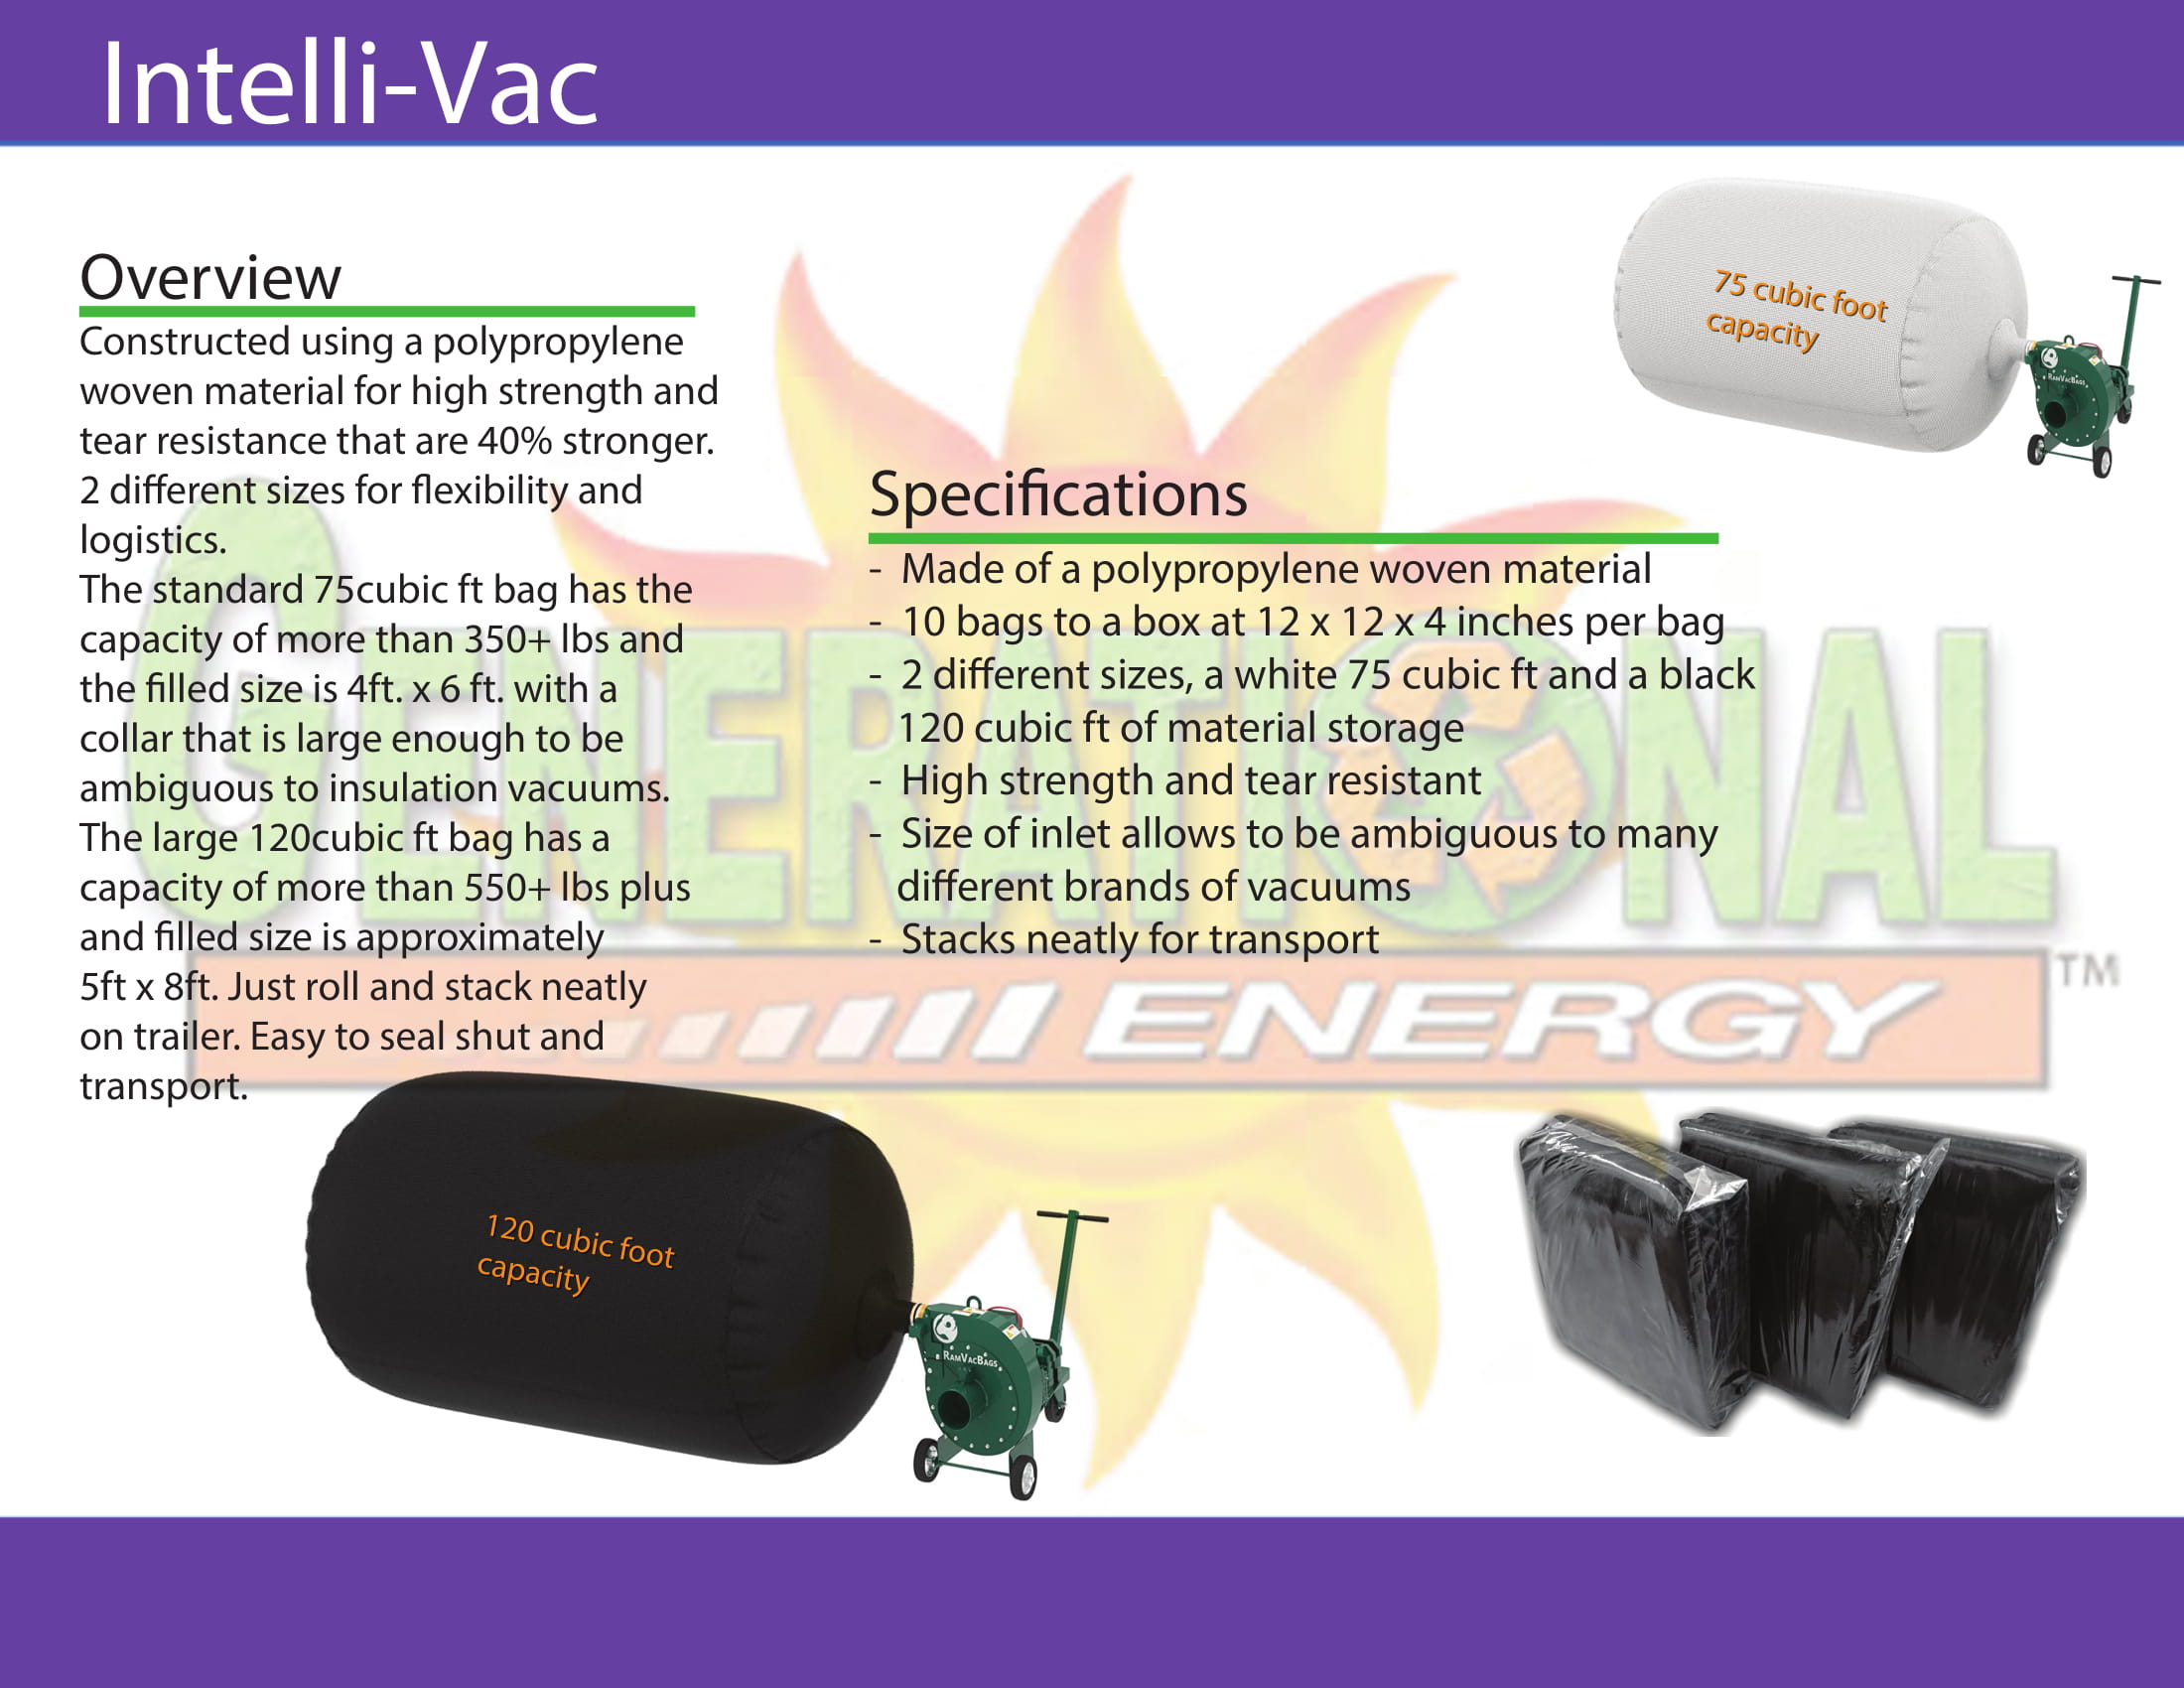 Intelli-Vac
Overview
Constructed using a polypropylene
woven material for high strength and
tear resistance that are 40% stronger.
2 different sizes for flexibility and
logistics.
The standard 75cubic ft bag has the
capacity of more than 350+ lbs and
the filled size is 4ft. x 6 ft. with a
collar that is large enough to be
ambiguous to insulation vacuums.
The large 120cubic ft bag has a
capacity of more than 550+ lbs plus
and filled size is approximately
5ft x 8ft. Just roll and stack neatly
on trailer. Easy to seal shut and
transport.
Specifications
- Made of a polypropylene woven material
- 10 bags to a box at 12 x 12 x 4 inches per bag
- 2 different sizes, a white 75 cubic ft and a black
120 cubic ft of material storage
- High strength and tear resistant
- Size of inlet allows to be ambiguous to many
different brands of vacuums
- Stacks neatly for transport
75 cubic foot
capacity
RamVacBags
GENERATIONAL
ENERGY
TM
120 cubic foot
capacity
RamVacBags